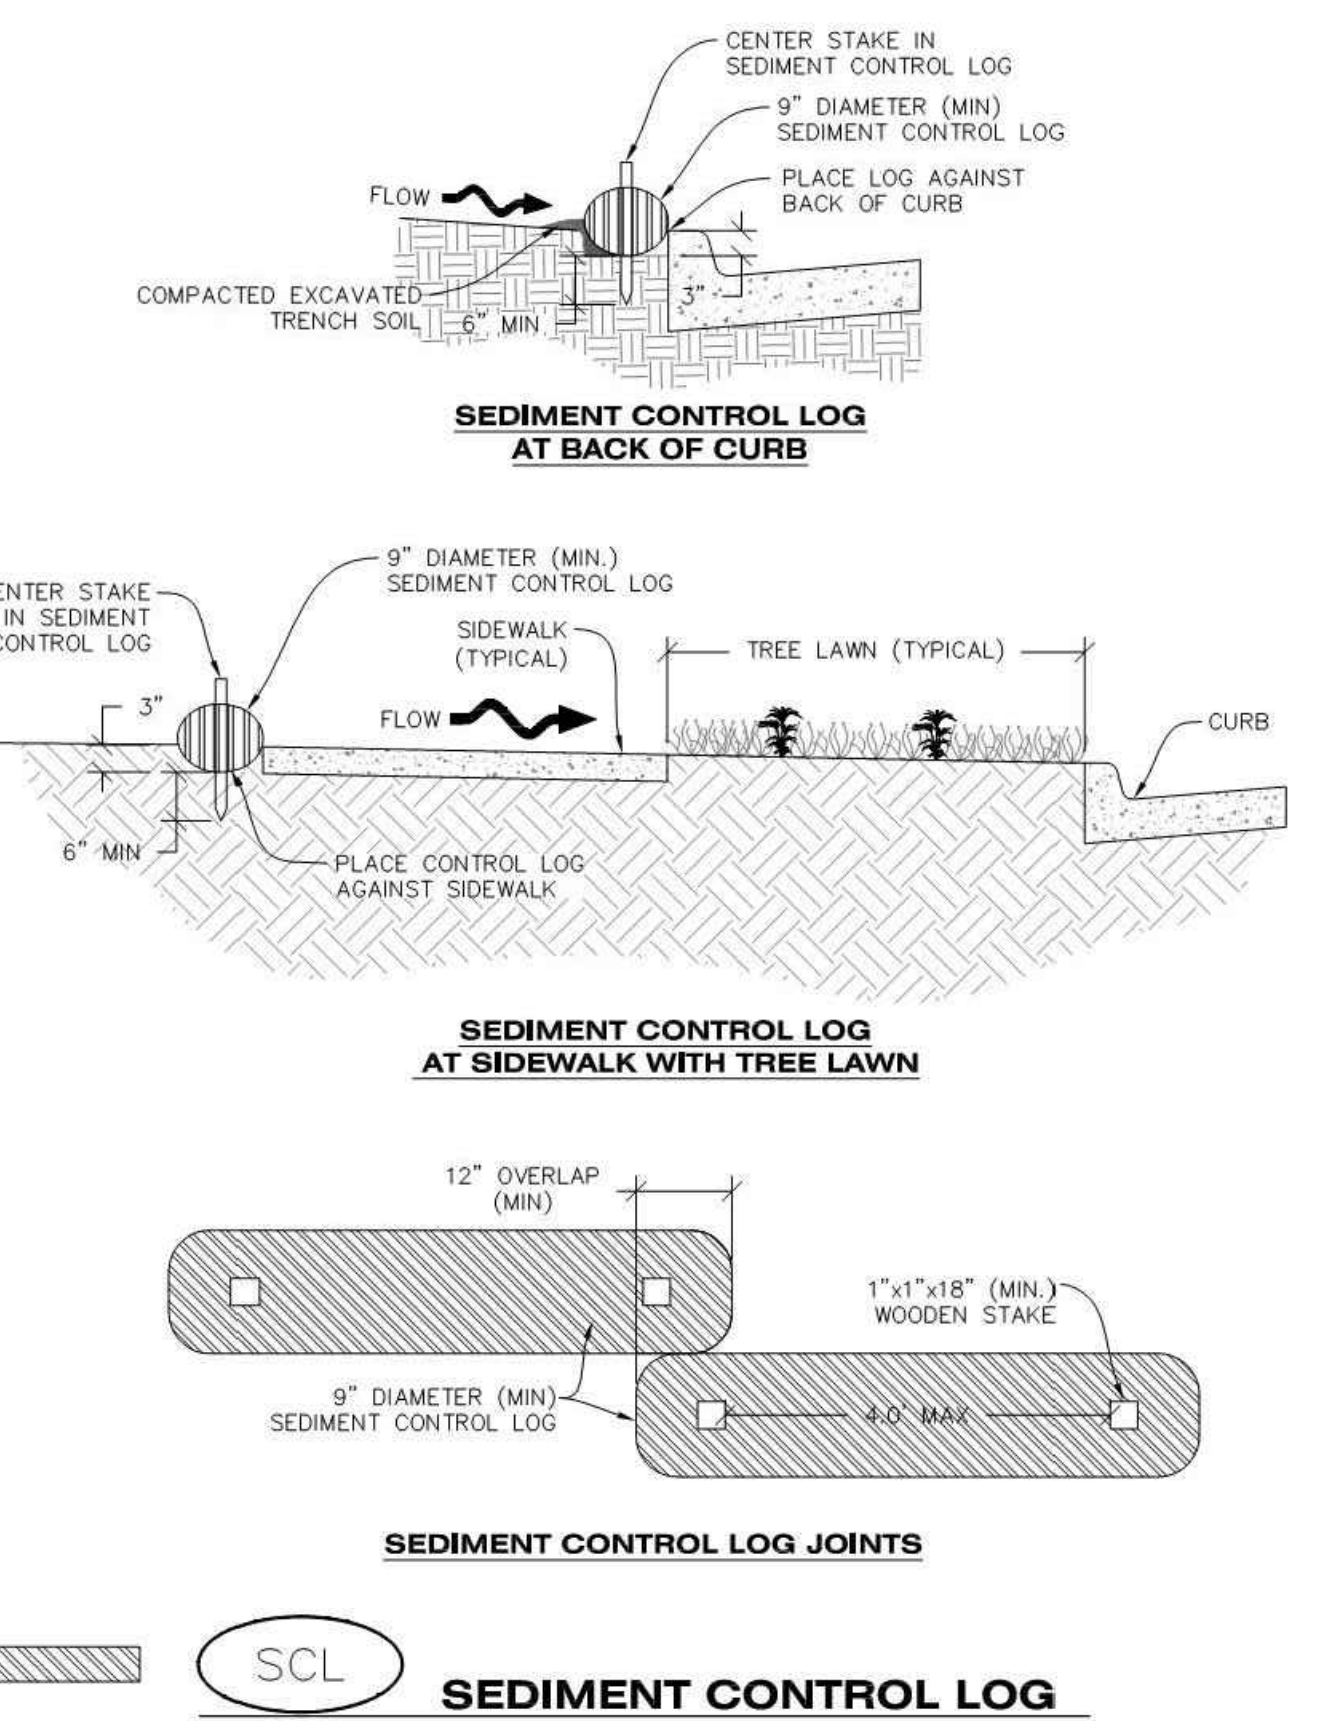 CENTER STAKE IN
SEDIMENT CONTROL LOG
9" DIAMETER (MIN)
SEDIMENT CONTROL LOG
PLACE LOG AGAINST
BACK OF CURB
FLOW
COMPACTED EXCAVATED
TRENCH SOIL
6" MIN
3"
SEDIMENT CONTROL LOG
AT BACK OF CURB
9" DIAMETER (MIN.)
SEDIMENT CONTROL LOG
ENTER STAKE
IN SEDIMENT
CONTROL LOG
SIDEWALK
(TYPICAL)
TREE LAWN (TYPICAL)
3"
FLOW
CURB
6" MIN
PLACE CONTROL LOG
AGAINST SIDEWALK
SEDIMENT CONTROL LOG
AT SIDEWALK WITH TREE LAWN
12" OVERLAP
(MIN)
1"x1"x18" (MIN.)
WOODEN STAKE
9" DIAMETER (MIN)
SEDIMENT CONTROL LOG
4.0' MAX
SEDIMENT CONTROL LOG JOINTS
SCL
SEDIMENT CONTROL LOG